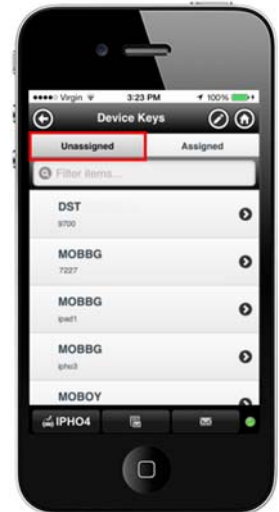 Virgin 3:23 PM 100%
Device Keys
Unassigned Assigned
Filter items...
DST
9700
MOBBG
7227
MOBBG
ipad1
MOBBG
ipho3
MOBOY
IPHO4